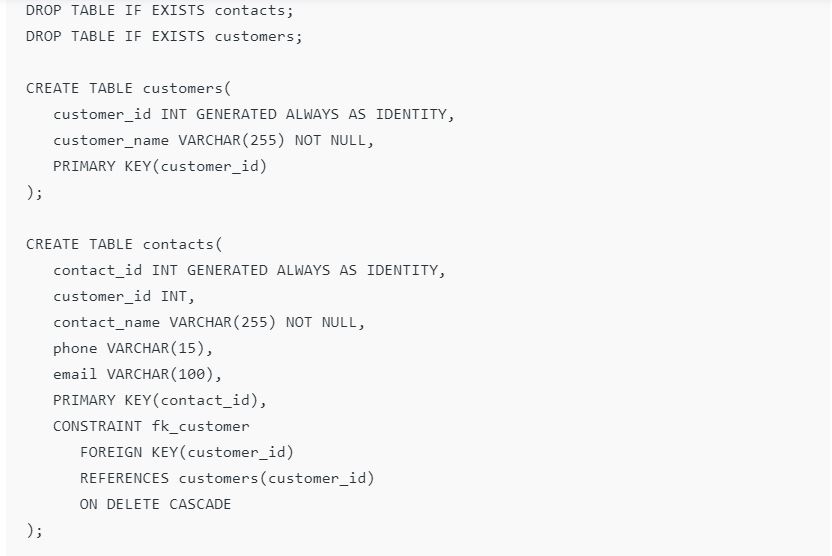 DROP TABLE IF EXISTS contacts;
DROP TABLE IF EXISTS customers;
CREATE TABLE customers(
customer_id INT GENERATED ALWAYS AS IDENTITY,
customer_name VARCHAR(255) NOT NULL,
PRIMARY KEY(customer_id)
);
CREATE TABLE contacts(
contact_id INT GENERATED ALWAYS AS IDENTITY,
customer_id INT,
contact_name VARCHAR(255) NOT NULL,
phone VARCHAR(15),
email VARCHAR(100),
PRIMARY KEY(contact_id),
CONSTRAINT fk_customer
FOREIGN KEY(customer_id)
REFERENCES customers(customer_id)
ON DELETE CASCADE
);